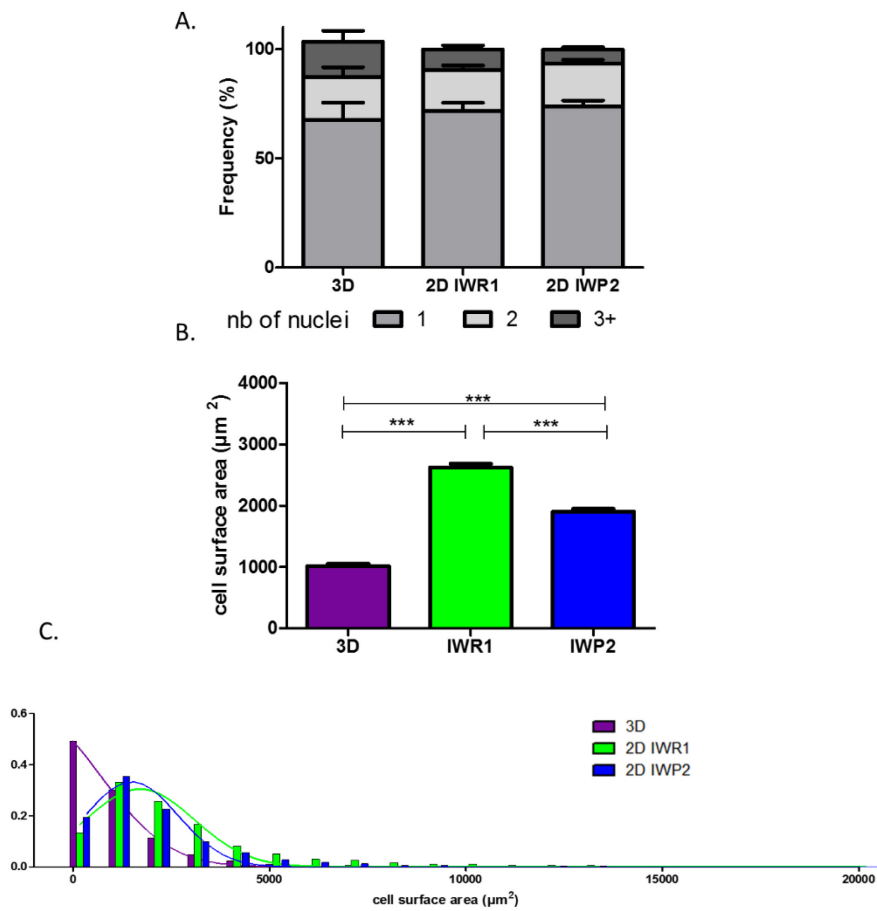 A.
Frequency (%)
100
50
0
3D 2D IWR1 2D IWP2
nb of nuclei 1 2 3+
B.
cell surface area (µm²)
4000
3000
2000
1000
0
***
*** ***
3D IWR1 IWP2
C.
0.6
0.4
0.2
0.0
3D
2D IWR1
2D IWP2
0 5000 10000 15000 20000
cell surface area (µm²)